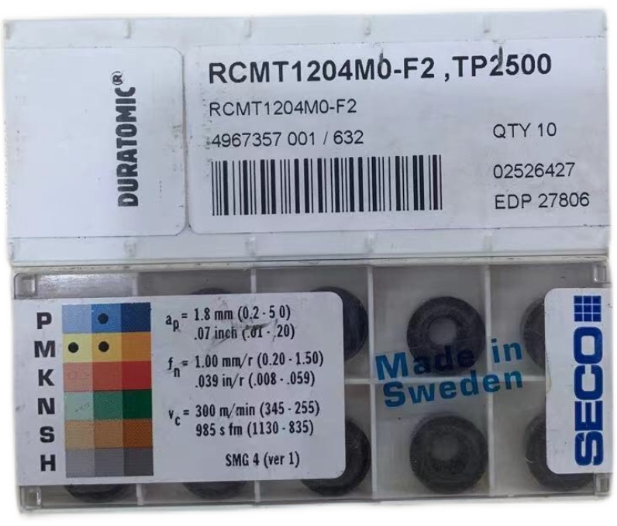 DURATOMIC®
RCMT1204M0-F2 ,TP2500
RCMT1204M0-F2
4967357 001 / 632
QTY 10
02526427
EDP 27806
P
M
K
N
S
H
ap = 1.8 mm (0.2 - 5 0)
.07 inch (.01 - .20)
fn = 1.00 mm/r (0.20 - 1.50)
.039 in/r (.008 - .059)
vc = 300 m/min (345 - 255)
985 s fm (1130 - 835)
SMG 4 (ver 1)
Made in
Sweden
SECO